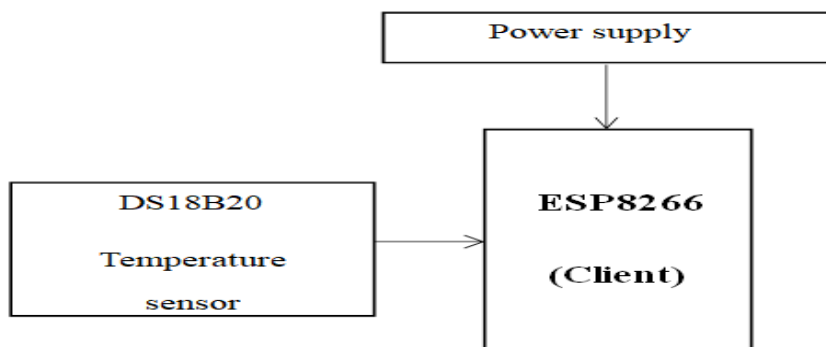 Power supply
DS18B20
Temperature
sensor
ESP8266
(Client)